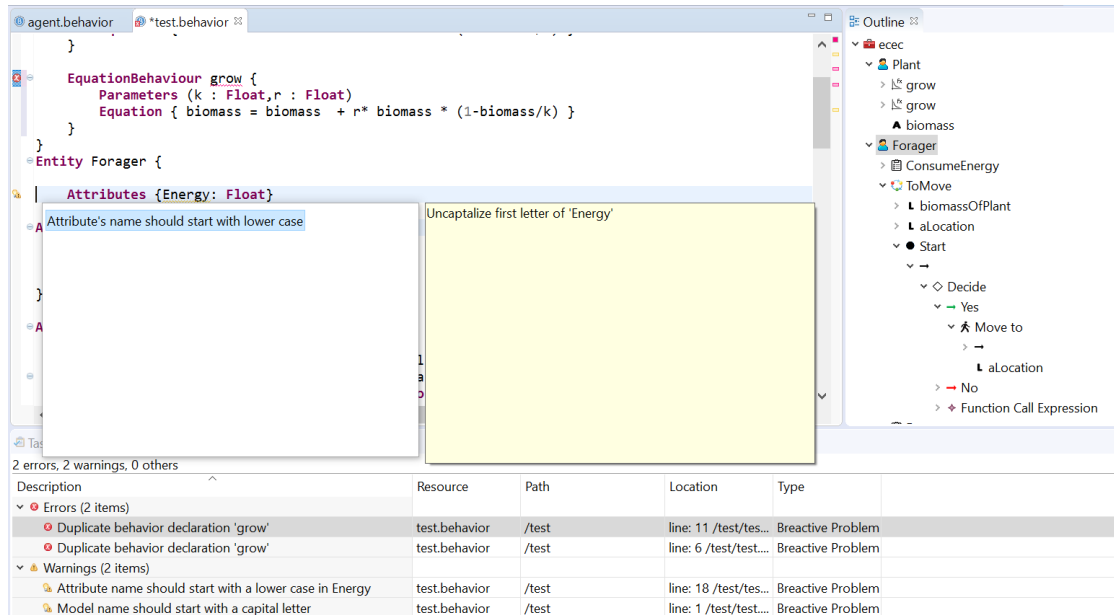 agent.behavior
*test.behavior
}
EquationBehaviour grow {
Parameters (k : Float,r : Float)
Equation { biomass = biomass + r* biomass * (1-biomass/k) }
}
}
Entity Forager {
Attributes {Energy: Float}
Attribute's name should start with lower case
Uncaptalize first letter of 'Energy'
A
}
A
Outline
ecec
Plant
grow
grow
A biomass
Forager
ConsumeEnergy
ToMove
L biomassOfPlant
L aLocation
Start
Decide
Yes
Move to
L aLocation
No
Function Call Expression
Tas
2 errors, 2 warnings, 0 others
Description Resource Path Location Type
Errors (2 items)
Duplicate behavior declaration 'grow' test.behavior /test line: 11 /test/tes... Breactive Problem
Duplicate behavior declaration 'grow' test.behavior /test line: 6 /test/test.... Breactive Problem
Warnings (2 items)
Attribute name should start with a lower case in Energy test.behavior /test line: 18 /test/tes... Breactive Problem
Model name should start with a capital letter test.behavior /test line: 1 /test/test.... Breactive Problem